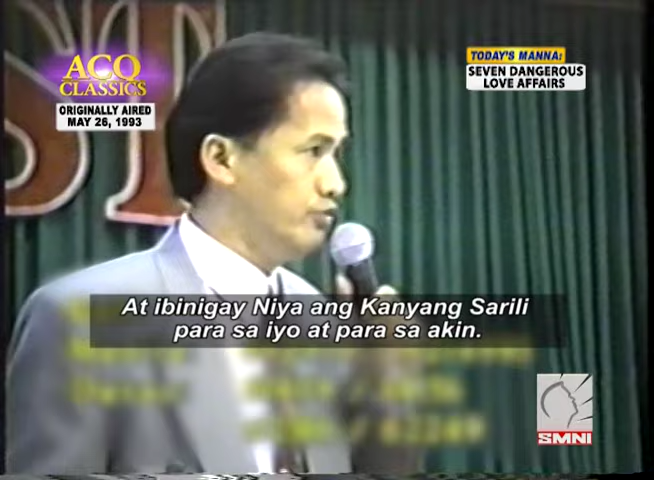 ACQ
CLASSICS
ORIGINALLY AIRED
MAY 26, 1993
TODAY'S MANNA:
SEVEN DANGEROUS
LOVE AFFAIRS
ST
At ibinigay Niya ang Kanyang Sarili
para sa iyo at para sa akin.
SMNI